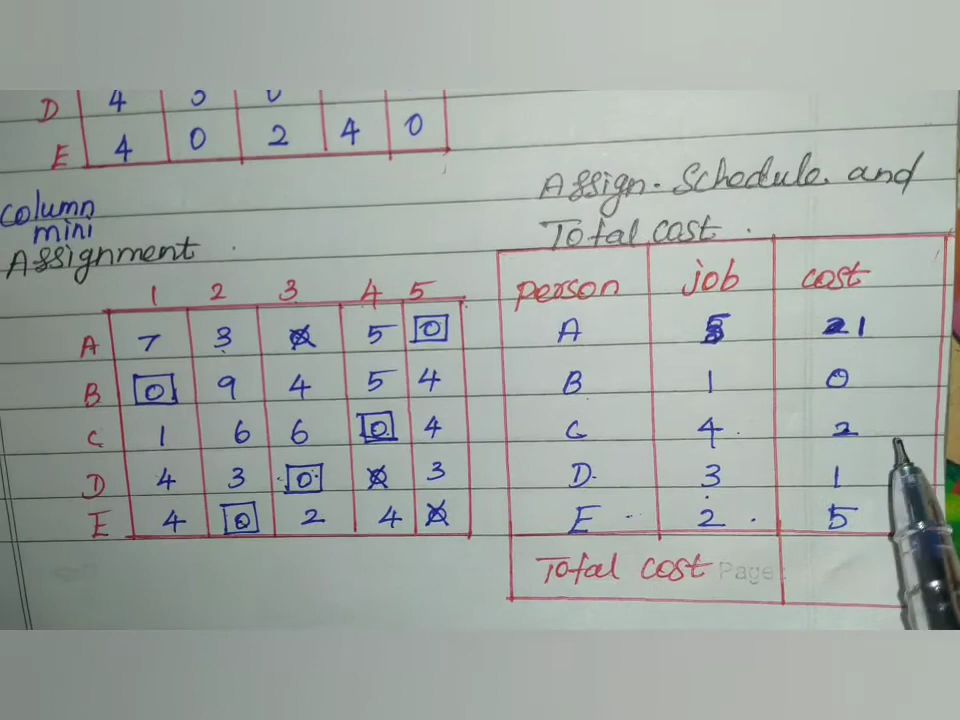 D 4 0 0
E 4 0 2 4 0
Assign. Schedule. and
Total cost.
column
mini
Assignment
1 2 3 4 5
A 7 3 0 5 0
B 0 9 4 5 4
C 1 6 6 0 4
D 4 3 0 0 3
E 4 0 2 4 0
person job cost
A 5 1
B 1 0
C 4 2
D 3 1
E 2 5
Total cost Page